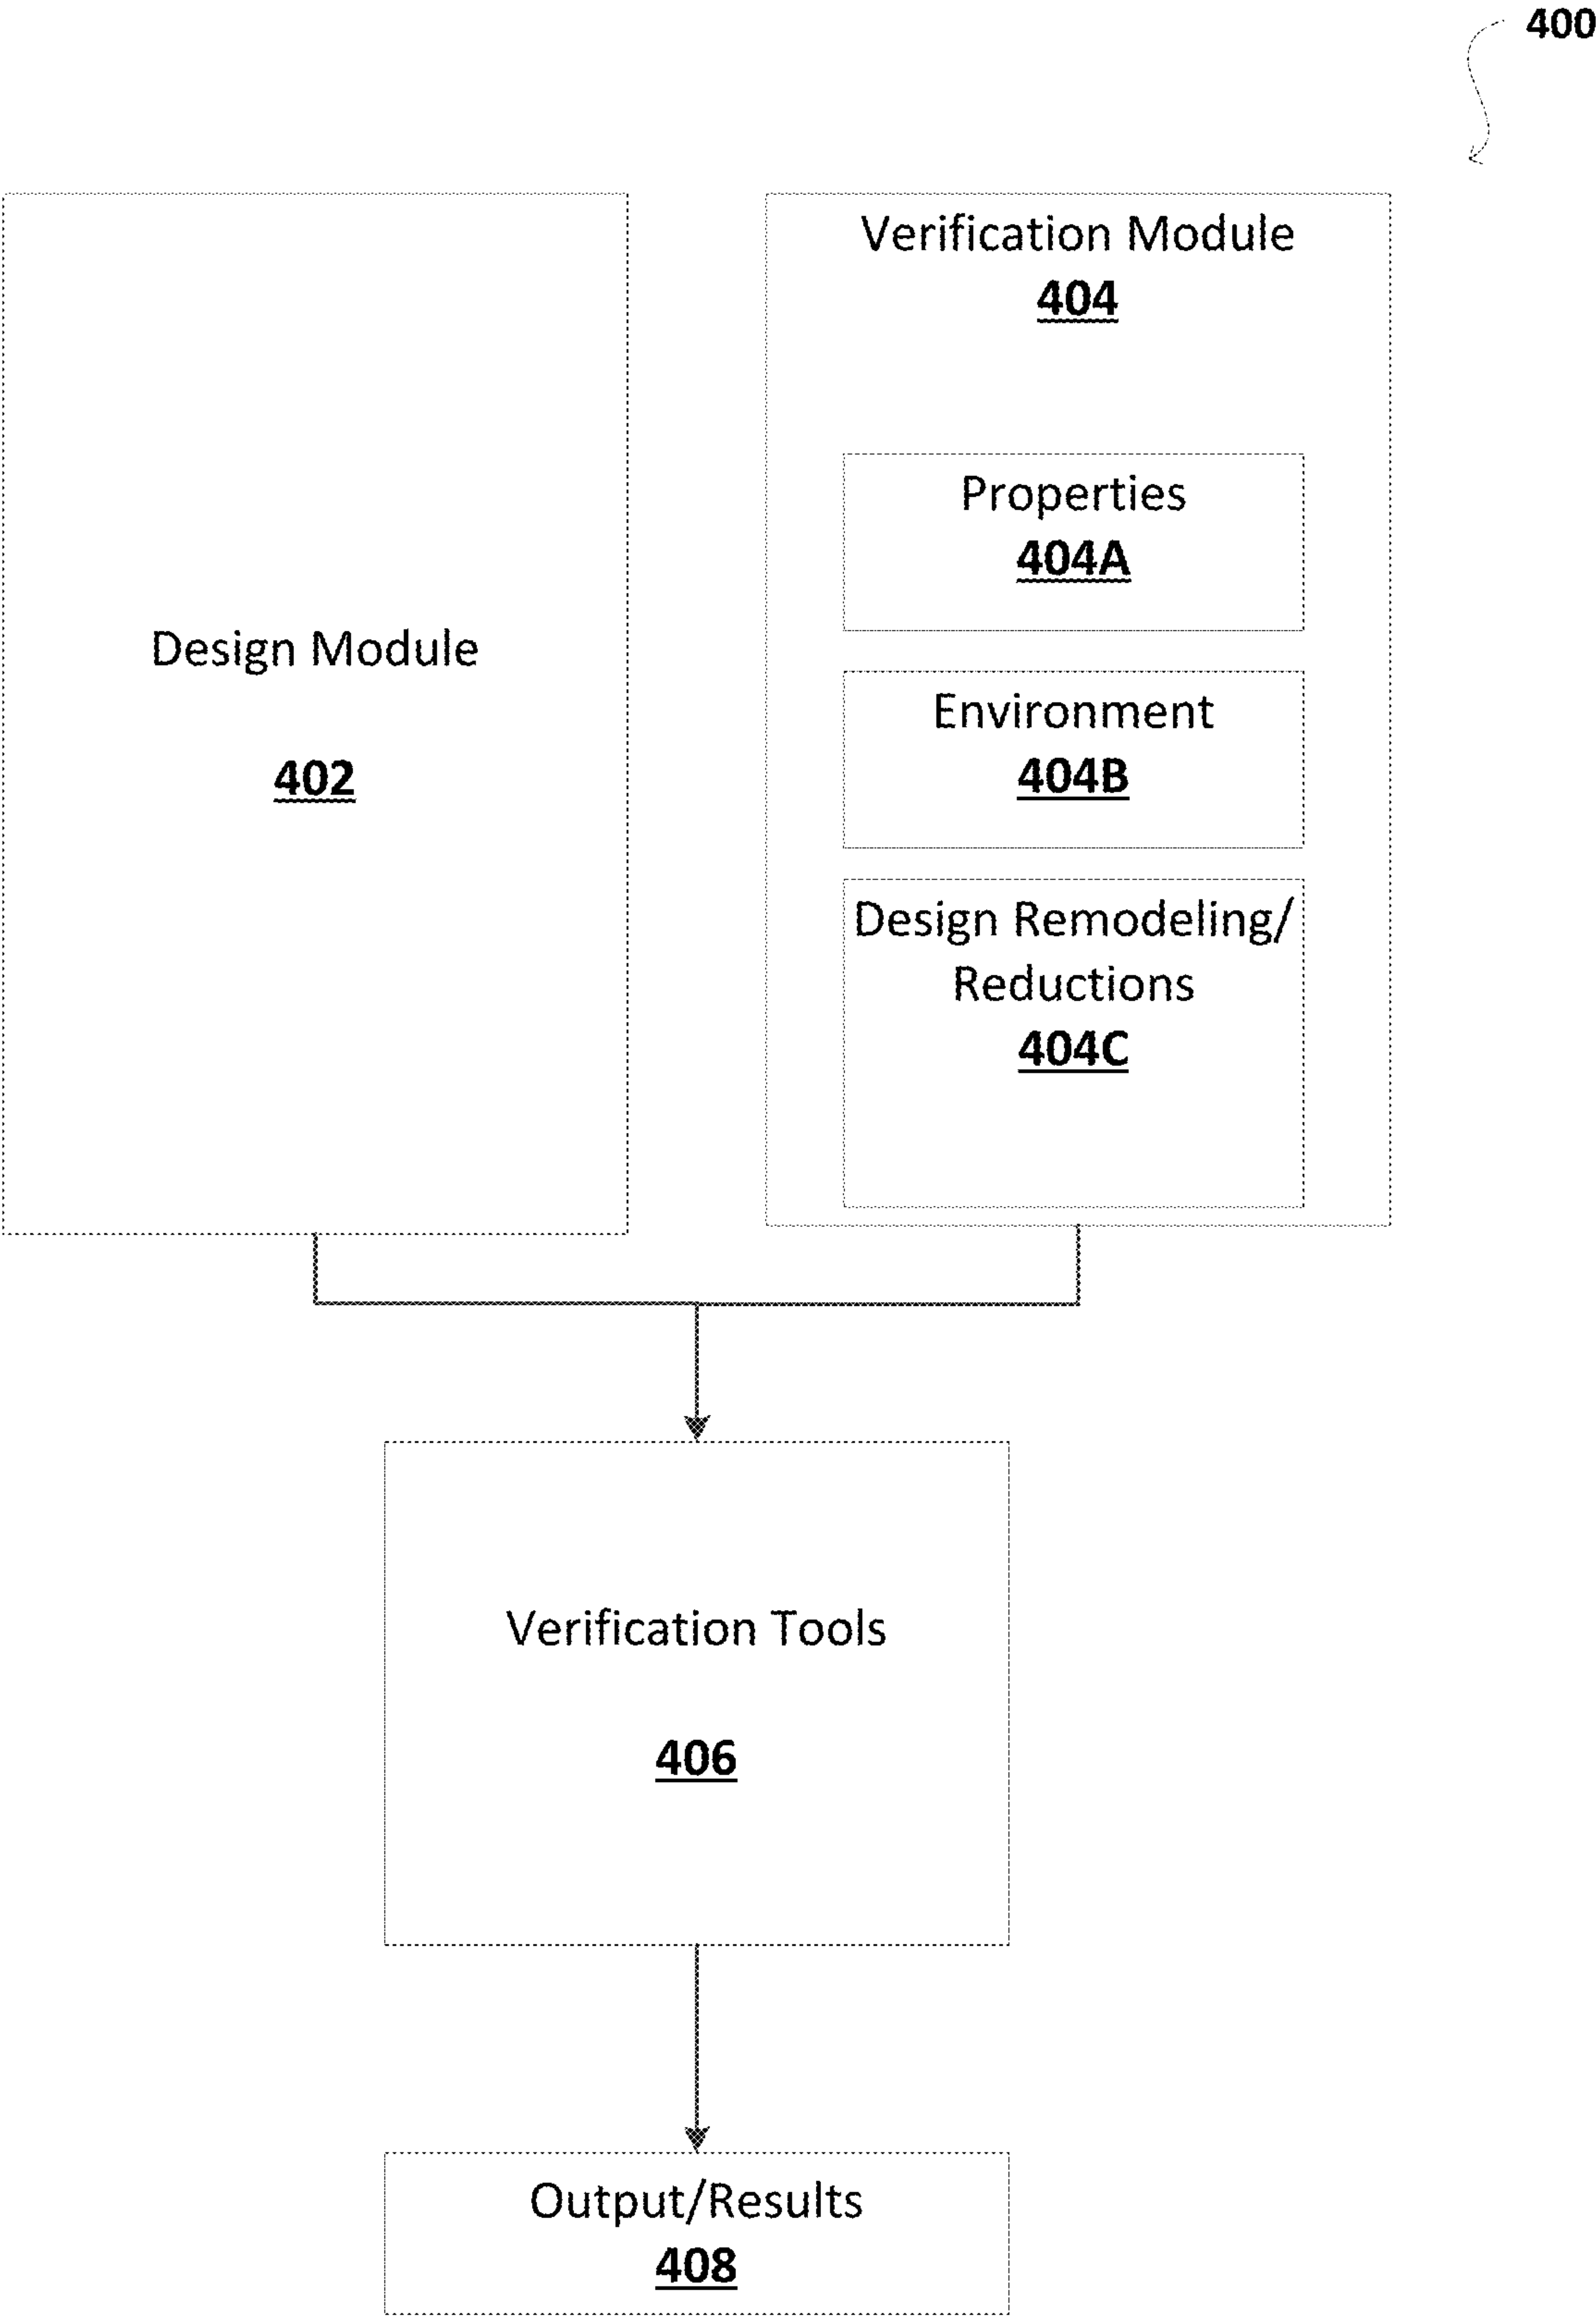 400
Design Module
402
Verification Module
404
Properties
404A
Environment
404B
Design Remodeling/
Reductions
404C
Verification Tools
406
Output/Results
408